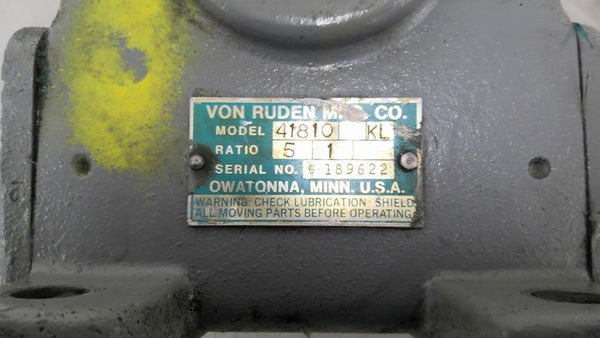 VON RUDEN M CO.
MODEL 41810 KL
RATIO 5 1
SERIAL NO. 6-189622
OWATONNA, MINN. U.S.A.
WARNING: CHECK LUBRICATION SHIELD
ALL MOVING PARTS BEFORE OPERATING